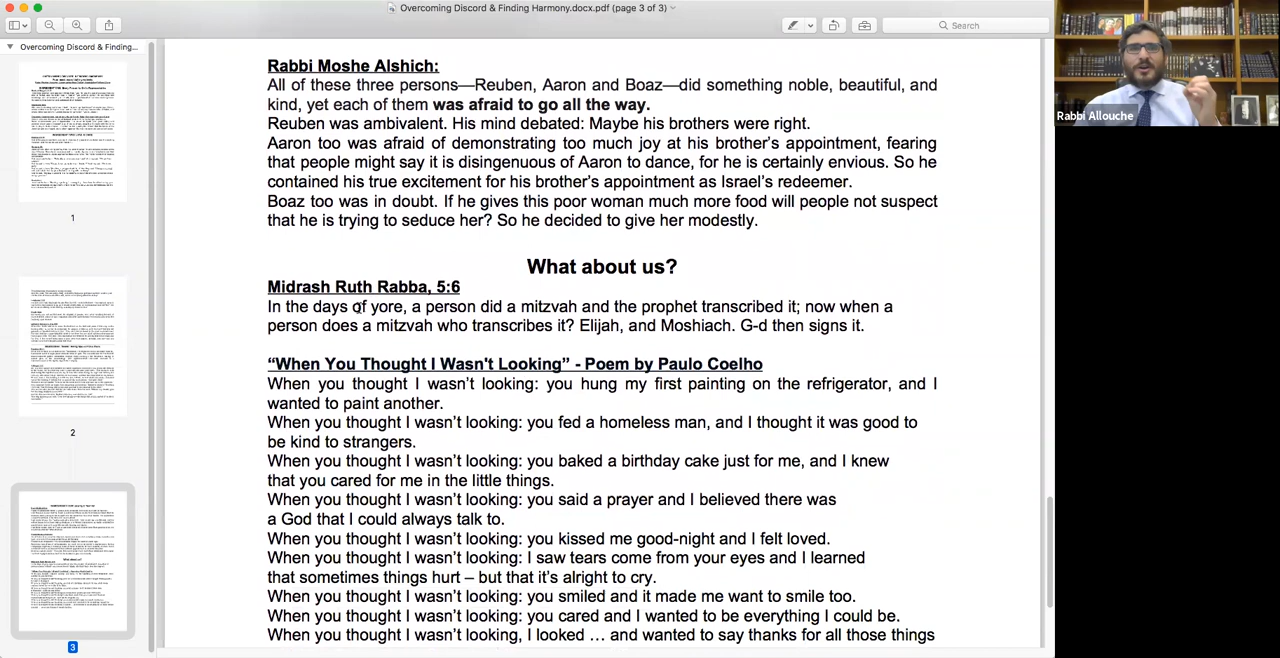 Overcoming Discord & Finding Harmony.docx.pdf (page 3 of 3)
Search
Overcoming Discord & Finding...
1
2
3
Rabbi Moshe Alshich:
All of these three persons—Reuven, Aaron and Boaz—did something noble, beautiful, and
kind, yet each of them was afraid to go all the way.
Reuben was ambivalent. His mind debated: Maybe his brothers were right.
Aaron too was afraid of demonstrating too much joy at his brother's appointment, fearing
that people might say it is disingenuous of Aaron to dance, for he is certainly envious. So he
contained his true excitement for his brother's appointment as Israel's redeemer.
Boaz too was in doubt. If he gives this poor woman much more food will people not suspect
that he is trying to seduce her? So he decided to give her modestly.
What about us?
Midrash Ruth Rabba, 5:6
In the days of yore, a person did a mitzvah and the prophet transcribed it; now when a
person does a mitzvah who transcribes it? Elijah, and Moshiach. G-d then signs it.
“When You Thought I Wasn't Looking” - Poem by Paulo Coelho
When you thought I wasn't looking: you hung my first painting on the refrigerator, and I
wanted to paint another.
When you thought I wasn't looking: you fed a homeless man, and I thought it was good to
be kind to strangers.
When you thought I wasn't looking: you baked a birthday cake just for me, and I knew
that you cared for me in the little things.
When you thought I wasn't looking: you said a prayer and I believed there was
a God that I could always talk to.
When you thought I wasn't looking: you kissed me good-night and I felt loved.
When you thought I wasn't looking: I saw tears come from your eyes and I learned
that sometimes things hurt – but that it's alright to cry.
When you thought I wasn't looking: you smiled and it made me want to smile too.
When you thought I wasn't looking: you cared and I wanted to be everything I could be.
When you thought I wasn't looking, I looked … and wanted to say thanks for all those things
Rabbi Allouche